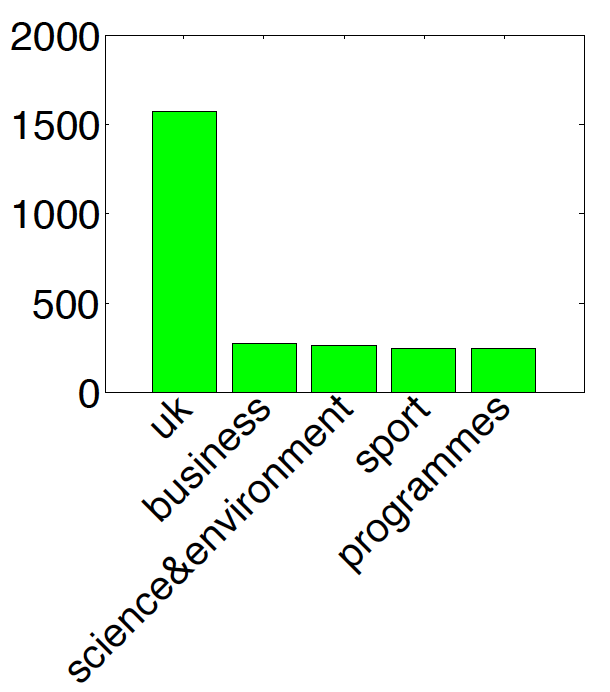 2000
1500
1000
500
0
uk
business
science&environment
sport
programmes